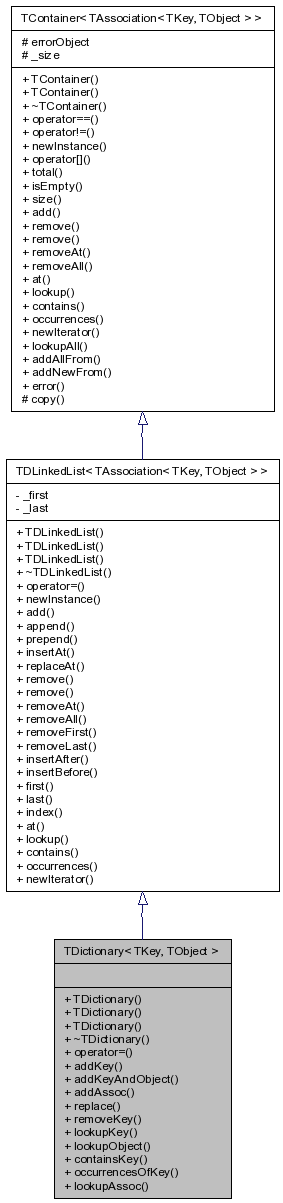 TContainer< TAssociation< TKey, TObject > >
# errorObject
# _size
+ TContainer()
+ TContainer()
+ ~TContainer()
+ operator==()
+ operator!=()
+ newInstance()
+ operator[]()
+ total()
+ isEmpty()
+ size()
+ add()
+ remove()
+ remove()
+ removeAt()
+ removeAll()
+ at()
+ lookup()
+ contains()
+ occurrences()
+ newIterator()
+ lookupAll()
+ addAllFrom()
+ addNewFrom()
+ error()
# copy()
TDLinkedList< TAssociation< TKey, TObject > >
- _first
- _last
+ TDLinkedList()
+ TDLinkedList()
+ TDLinkedList()
+ ~TDLinkedList()
+ operator=()
+ newInstance()
+ add()
+ append()
+ prepend()
+ insertAt()
+ replaceAt()
+ remove()
+ remove()
+ removeAt()
+ removeAll()
+ removeFirst()
+ removeLast()
+ insertAfter()
+ insertBefore()
+ first()
+ last()
+ index()
+ at()
+ lookup()
+ contains()
+ occurrences()
+ newIterator()
TDictionary< TKey, TObject >
+ TDictionary()
+ TDictionary()
+ TDictionary()
+ ~TDictionary()
+ operator=()
+ addKey()
+ addKeyAndObject()
+ addAssoc()
+ replace()
+ removeKey()
+ lookupKey()
+ lookupObject()
+ containsKey()
+ occurrencesOfKey()
+ lookupAssoc()